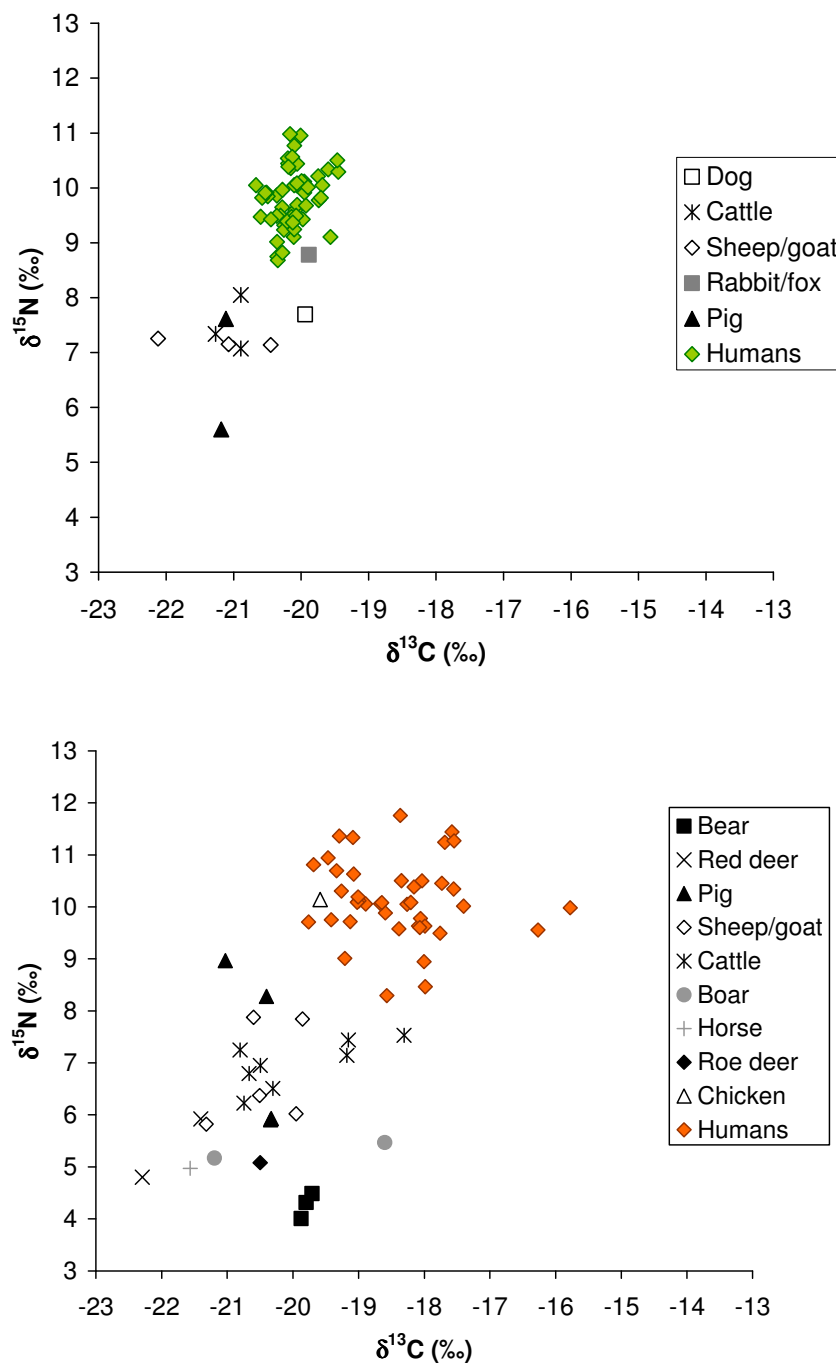 13
12
11
10
9
8
7
6
5
4
3
δ15N (‰)
-23 -22 -21 -20 -19 -18 -17 -16 -15 -14 -13
δ13C (‰)
Dog
Cattle
Sheep/goat
Rabbit/fox
Pig
Humans
13
12
11
10
9
8
7
6
5
4
3
δ15N (‰)
-23 -22 -21 -20 -19 -18 -17 -16 -15 -14 -13
δ13C (‰)
Bear
Red deer
Pig
Sheep/goat
Cattle
Boar
Horse
Roe deer
Chicken
Humans